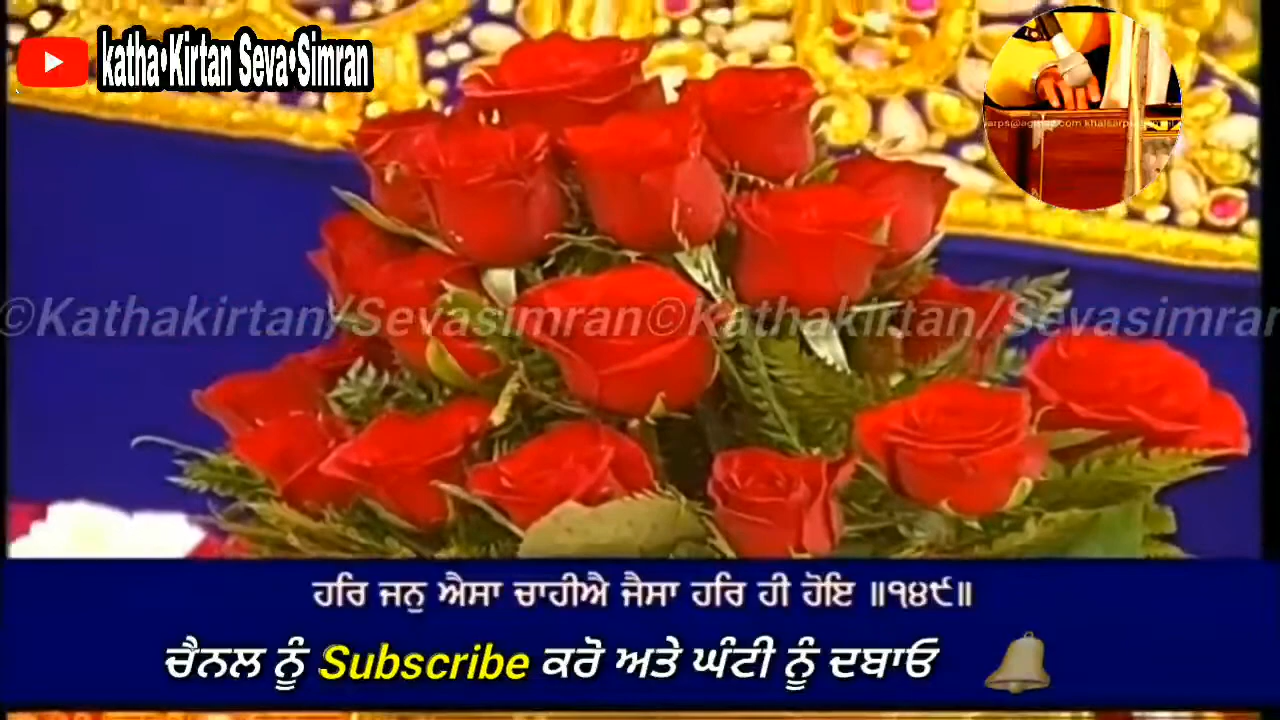 katha•Kirtan Seva•Simran
©Kathakirtan/Sevasimran©Kathakirtan/Sevasimran
ਹਰਿ ਜਨੁ ਐਸਾ ਚਾਹੀਐ ਜੈਸਾ ਹਰਿ ਹੀ ਹੋਇ ॥੧੪੯॥
ਚੈਨਲ ਨੂੰ Subscribe ਕਰੋ ਅਤੇ ਘੰਟੀ ਨੂੰ ਦਬਾਓ